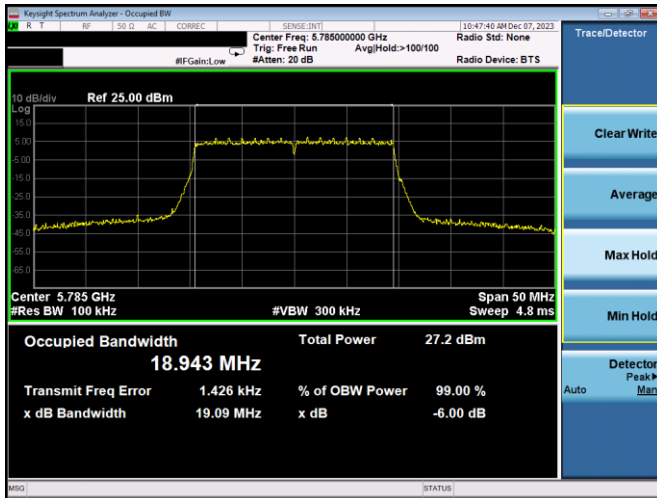 Keysight Spectrum Analyzer - Occupied BW
R T RF 50 Ω AC CORREC SENSE:INT 10:47:40 AM Dec 07, 2023
Center Freq: 5.785000000 GHz Radio Std: None
Trig: Free Run Avg|Hold:>100/100
#IFGain:Low #Atten: 20 dB Radio Device: BTS
10 dB/div Ref 25.00 dBm
Log
15.0
5.00
-5.00
-15.0
-25.0
-35.0
-45.0
-55.0
-65.0
Center 5.785 GHz Span 50 MHz
#Res BW 100 kHz #VBW 300 kHz Sweep 4.8 ms
Occupied Bandwidth Total Power 27.2 dBm
18.943 MHz
Transmit Freq Error 1.426 kHz % of OBW Power 99.00 %
x dB Bandwidth 19.09 MHz x dB -6.00 dB
MSG STATUS
Trace/Detector
Clear Write
Average
Max Hold
Min Hold
Detector
Peak▶
Auto Man